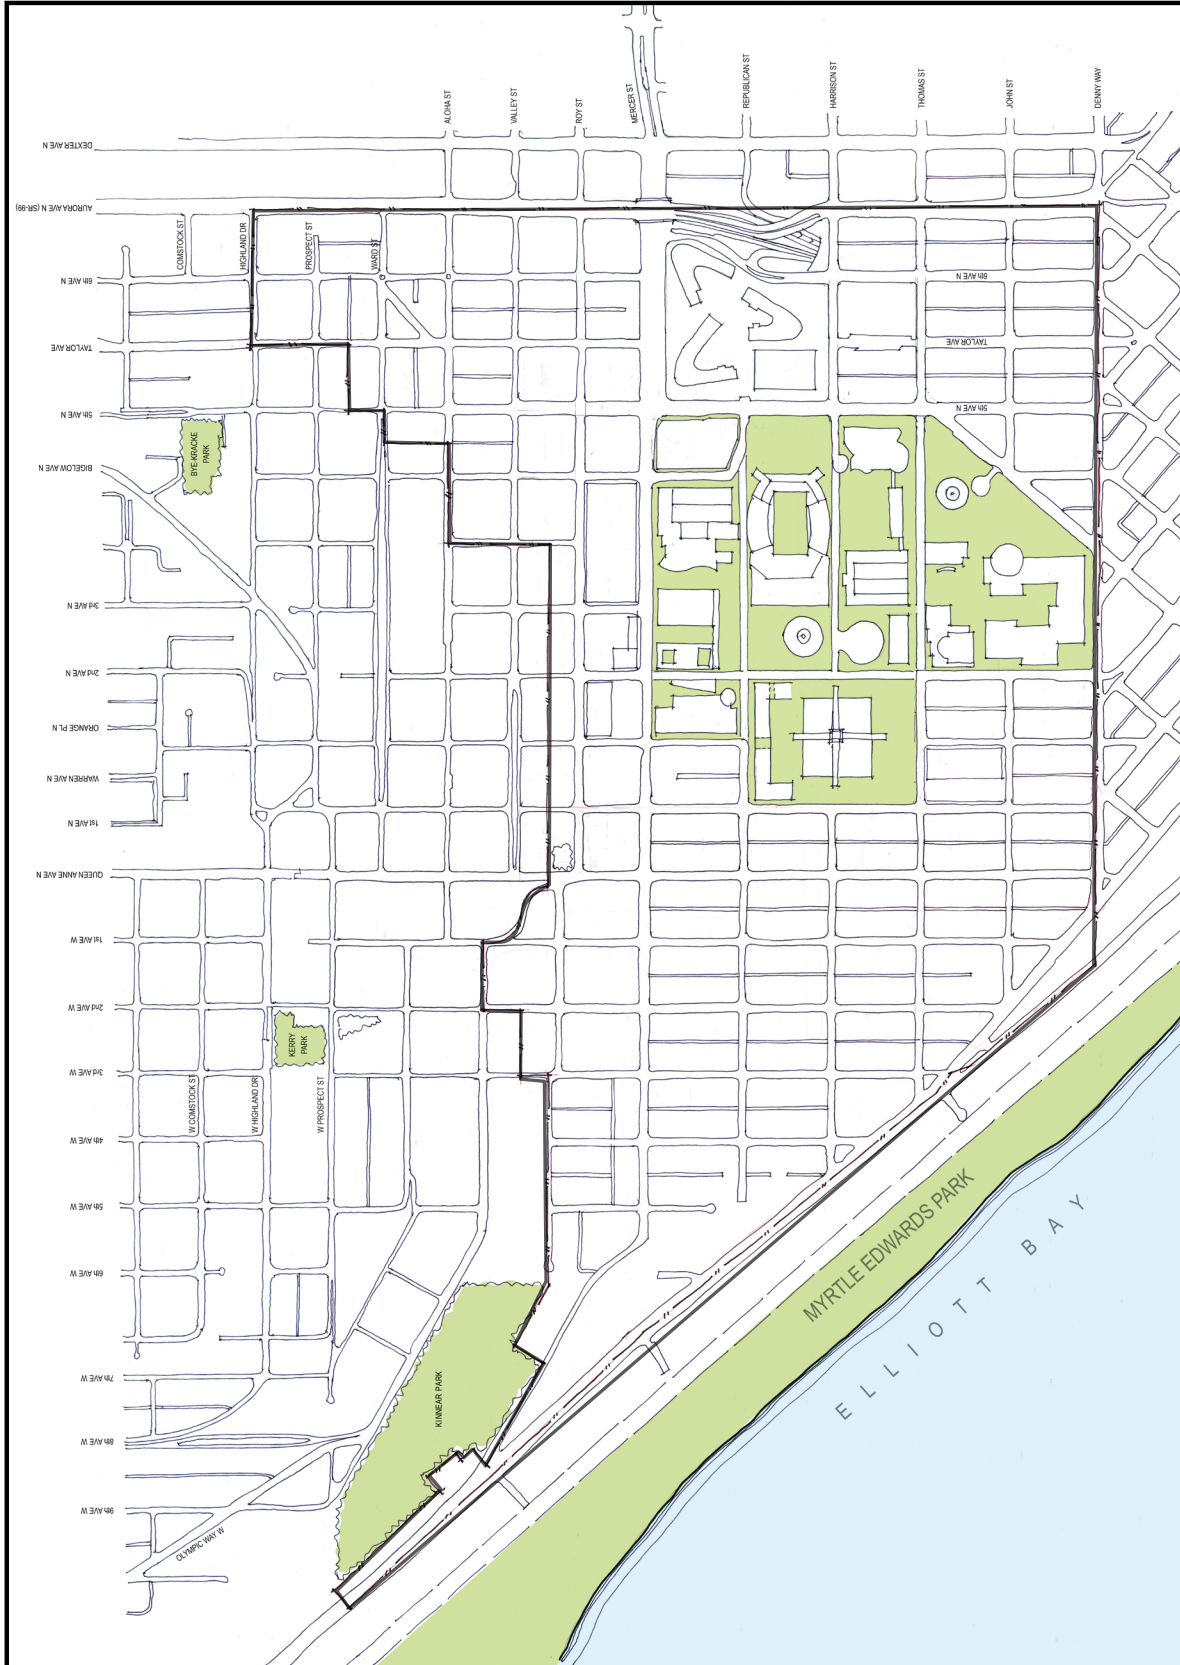 ALOHA ST
VALLEY ST
ROY ST
MERCER ST
REPUBLICAN ST
HARRISON ST
THOMAS ST
JOHN ST
DENNY WAY
DEXTER AVE N
AURORA AVE N (SR-99)
COMSTOCK ST
HIGHLAND DR
PROSPECT ST
WARD ST
6th AVE N
6th AVE N
TAYLOR AVE
TAYLOR AVE
5th AVE N
5th AVE N
BYE-KRACKE
PARK
BIGELOW AVE N
3rd AVE N
2nd AVE N
ORANGE PL N
WARREN AVE N
1st AVE N
QUEEN ANNE AVE N
1st AVE W
2nd AVE W
KERRY
PARK
3rd AVE W
W COMSTOCK ST
W HIGHLAND DR
W PROSPECT ST
4th AVE W
5th AVE W
6th AVE W
7th AVE W
8th AVE W
9th AVE W
OLYMPIC WAY W
KINNEAR PARK
MYRTLE EDWARDS PARK
ELLIOTT BAY